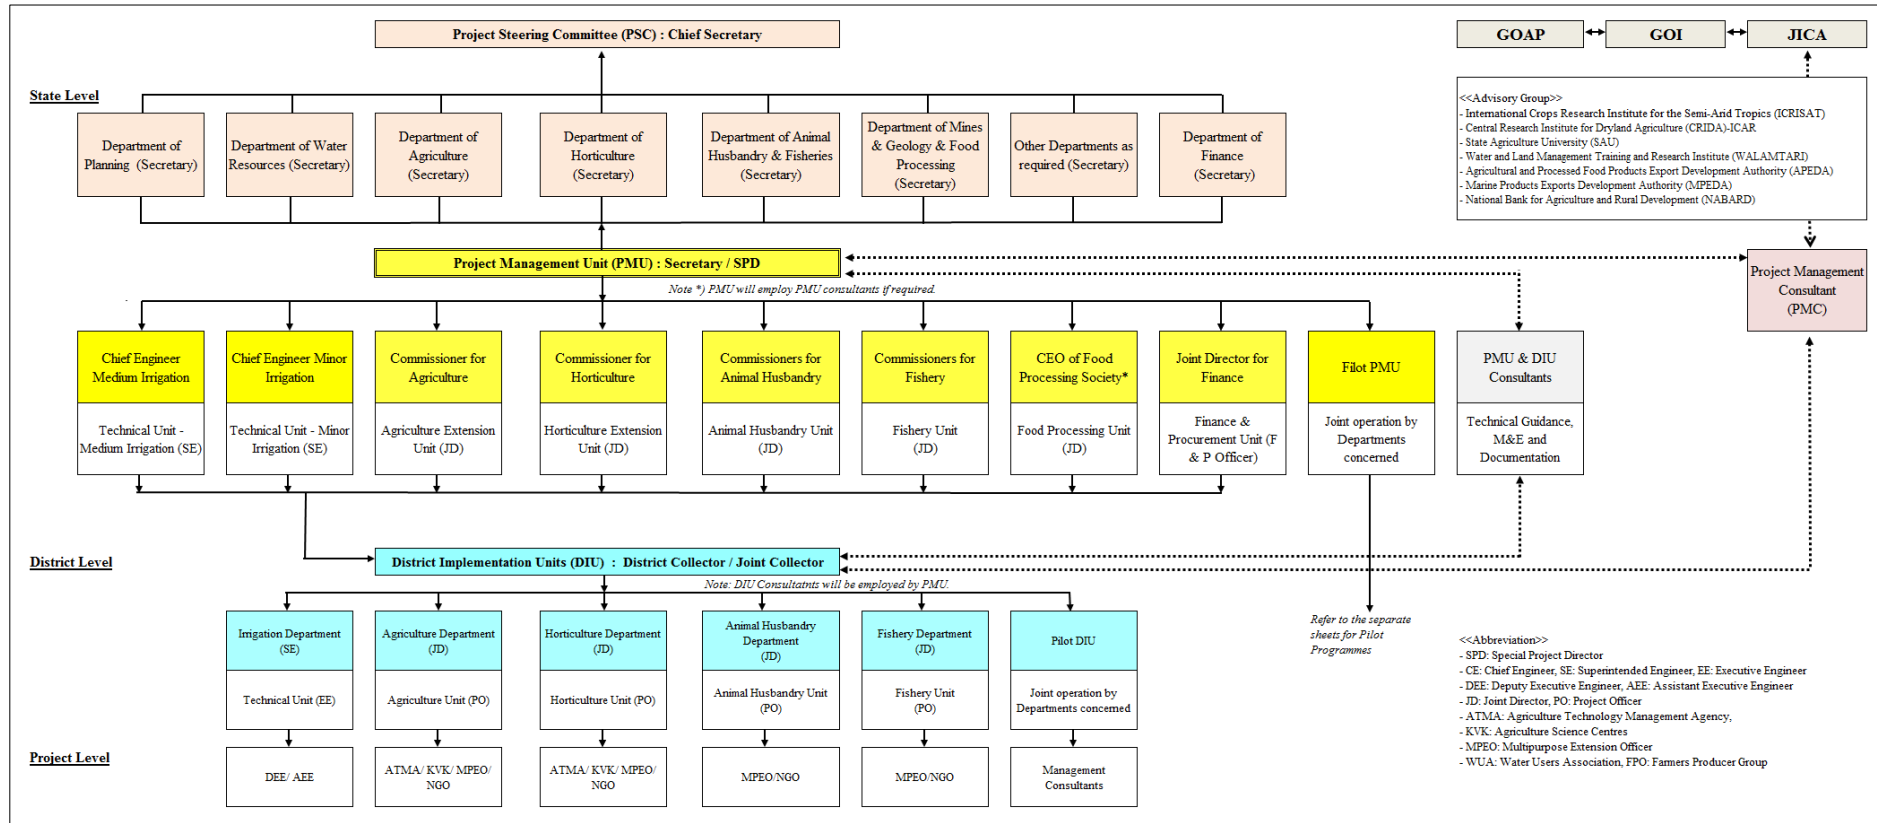 Project Steering Committee (PSC) : Chief Secretary
GOAP
GOI
JICA
State Level
Department of
Planning (Secretary)
Department of Water
Resources (Secretary)
Department of
Agriculture
(Secretary)
Department of
Horticulture
(Secretary)
Department of Animal
Husbandry & Fisheries
(Secretary)
Department of Mines
& Geology & Food
Processing
(Secretary)
Other Departments as
required (Secretary)
Department of
Finance
(Secretary)
<<Advisory Group>>
- International Crops Research Institute for the Semi-Arid Tropics (ICRISAT)
- Central Research Institute for Dryland Agriculture (CRIDA)-ICAR
- State Agriculture University (SAU)
- Water and Land Management Training and Research Institute (WALAMTARI)
- Agricultural and Processed Food Products Export Development Authority (APEDA)
- Marine Products Exports Development Authority (MPEDA)
- National Bank for Agriculture and Rural Development (NABARD)
Project Management Unit (PMU) : Secretary / SPD
Note *) PMU will employ PMU consultants if required.
Project Management
Consultant
(PMC)
Chief Engineer
Medium Irrigation
Technical Unit -
Medium Irrigation (SE)
Chief Engineer Minor
Irrigation
Technical Unit - Minor
Irrigation (SE)
Commissioner for
Agriculture
Agriculture Extension
Unit (JD)
Commissioner for
Horticulture
Horticulture Extension
Unit (JD)
Commissioners for
Animal Husbandry
Animal Husbandry Unit
(JD)
Commissioners for
Fishery
Fishery Unit
(JD)
CEO of Food
Processing Society*
Food Processing Unit
(JD)
Joint Director for
Finance
Finance &
Procurement Unit (F
& P Officer)
Filot PMU
Joint operation by
Departments
concerned
PMU & DIU
Consultants
Technical Guidance,
M&E and
Documentation
District Level
District Implementation Units (DIU) : District Collector / Joint Collector
Note: DIU Consultatnts will be employed by PMU.
Irrigation Department
(SE)
Technical Unit (EE)
Agriculture Department
(JD)
Agriculture Unit (PO)
Horticulture Department
(JD)
Horticulture Unit (PO)
Animal Husbandry
Department
(JD)
Animal Husbandry Unit
(PO)
Fishery Department
(JD)
Fishery Unit
(PO)
Pilot DIU
Joint operation by
Departments concerned
Refer to the separate
sheets for Pilot
Programmes
<<Abbreviation>>
- SPD: Special Project Director
- CE: Chief Engineer, SE: Superintended Engineer, EE: Executive Engineer
- DEE: Deputy Executive Engineer, AEE: Assistant Executive Engineer
- JD: Joint Director, PO: Project Officer
- ATMA: Agriculture Technology Management Agency,
- KVK: Agriculture Science Centres
- MPEO: Multipurpose Extension Officer
- WUA: Water Users Association, FPO: Farmers Producer Group
Project Level
DEE/ AEE
ATMA/ KVK/ MPEO/
NGO
ATMA/ KVK/ MPEO/
NGO
MPEO/NGO
MPEO/NGO
Management
Consultants